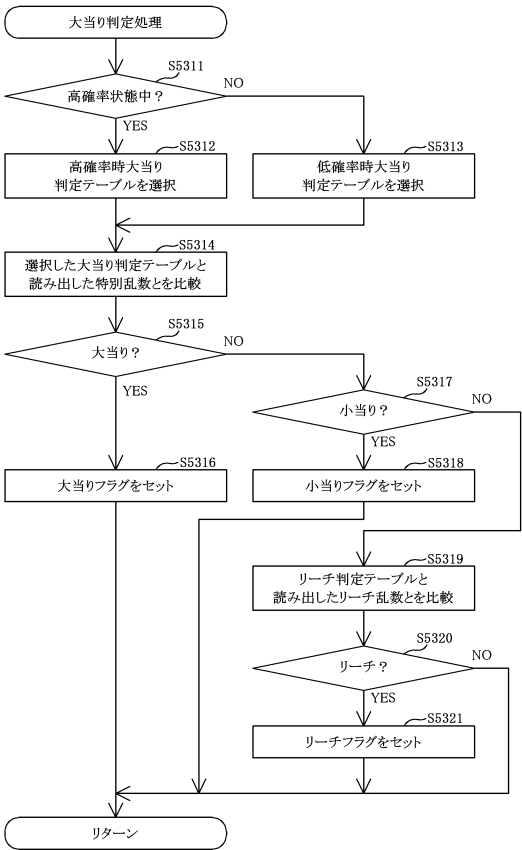 大当り判定処理
S5311
高確率状態中？
NO
YES
S5312
高確率時大当り
判定テーブルを選択
S5313
低確率時大当り
判定テーブルを選択
S5314
選択した大当り判定テーブルと
読み出した特別乱数とを比較
S5315
大当り？
NO
YES
S5317
小当り？
NO
YES
S5316
大当りフラグをセット
S5318
小当りフラグをセット
S5319
リーチ判定テーブルと
読み出したリーチ乱数とを比較
S5320
リーチ？
NO
YES
S5321
リーチフラグをセット
リターン